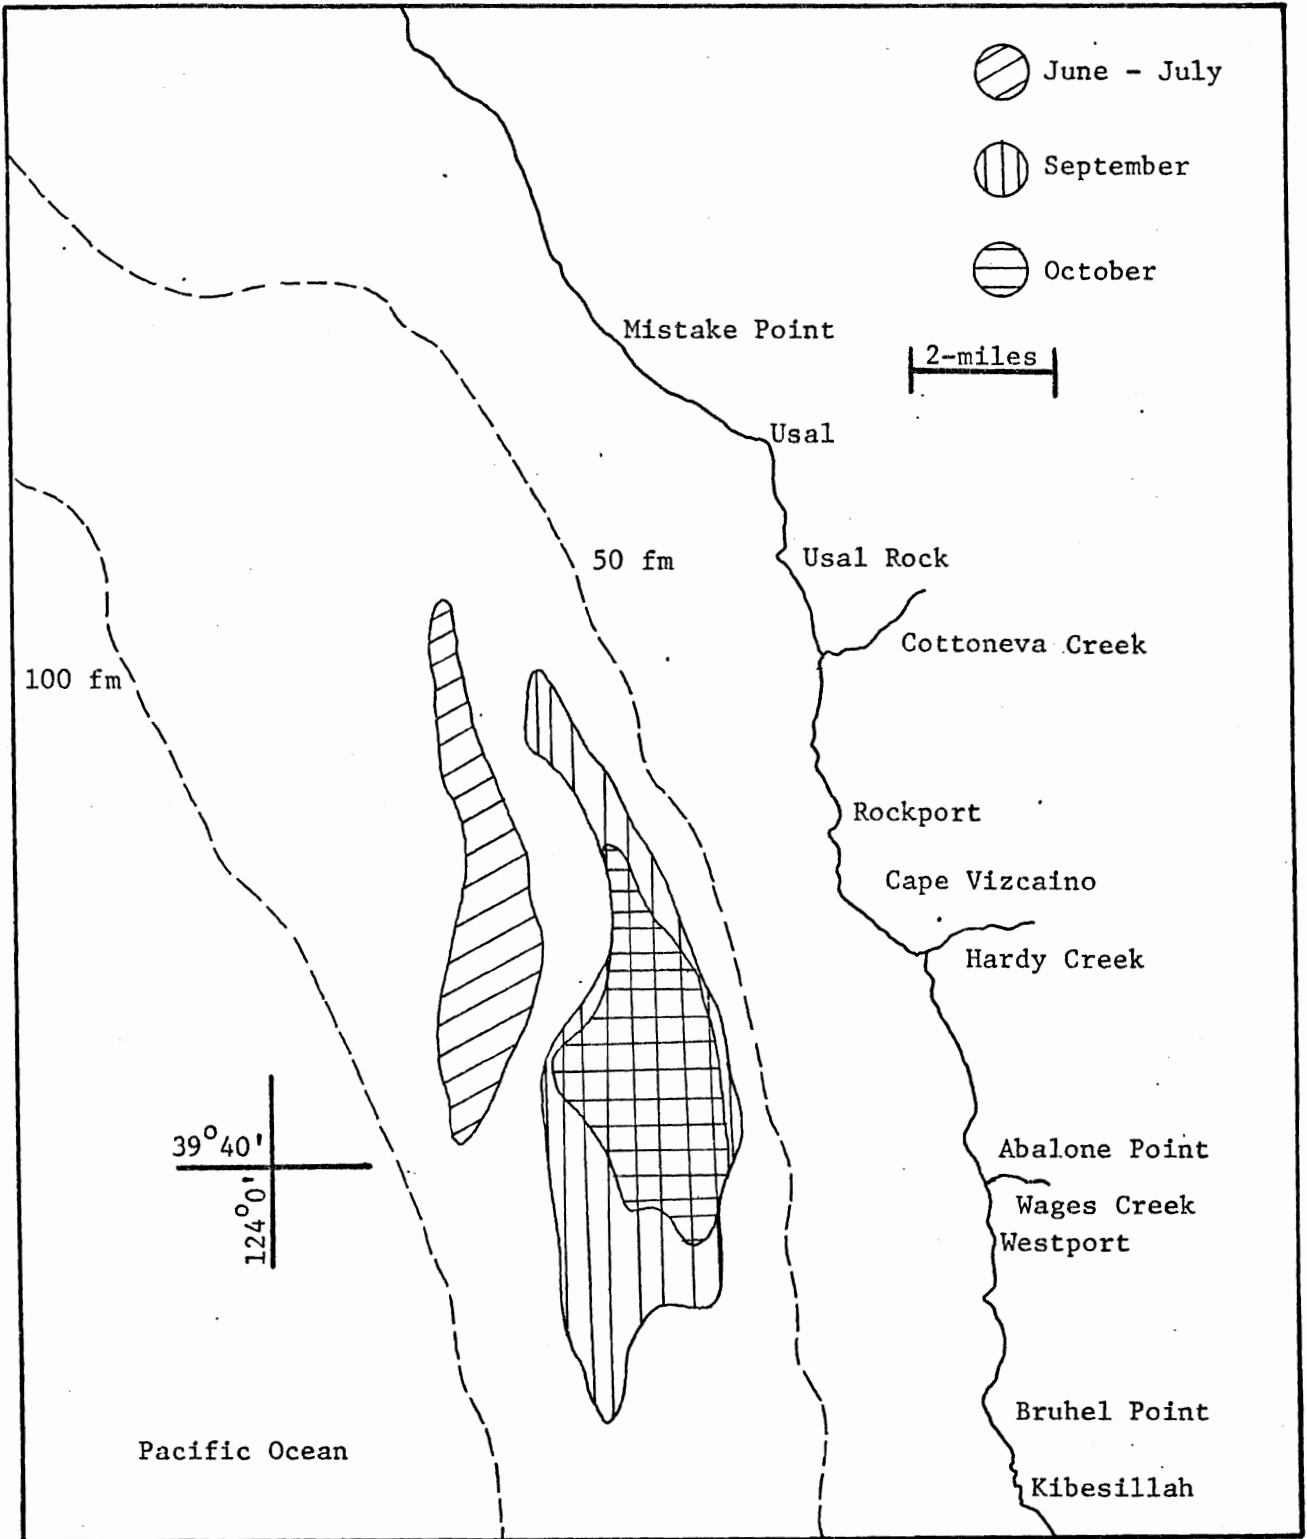 June - July
September
October
2-miles
Mistake Point
Usal
50 fm
Usal Rock
Cottoneva Creek
100 fm
Rockport
Cape Vizcaino
Hardy Creek
39°40'
124°0'
Abalone Point
Wages Creek
Westport
Bruhel Point
Pacific Ocean
Kibesillah